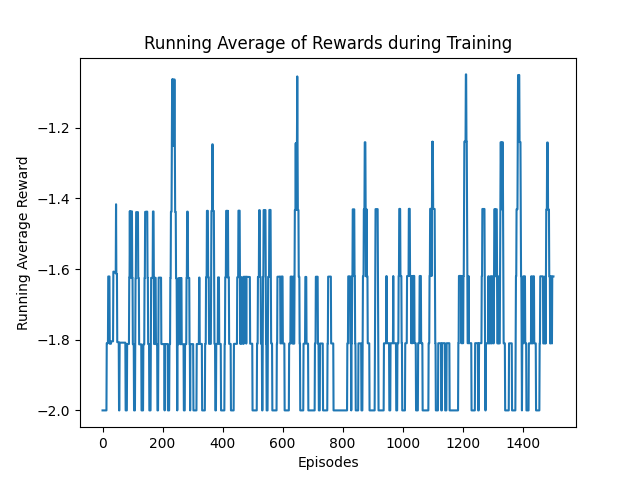 Running Average of Rewards during Training
−1.2
−1.4
−1.6
−1.8
−2.0
Running Average Reward
0 200 400 600 800 1000 1200 1400
Episodes